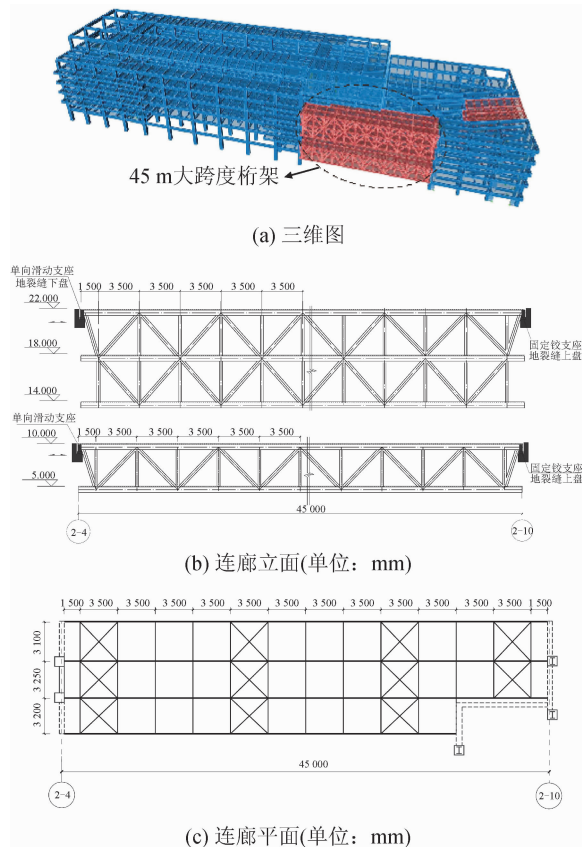 45 m大跨度桁架
(a) 三维图
单向滑动支座
地裂缝下盘
1 500 3 500 3 500 3 500 3 500 3 500
22.000
18.000
14.000
固定铰支座
地裂缝上盘
单向滑动支座
10.000
1 500 3 500 3 500 3 500 3 500 3 500
5.000
固定铰支座
地裂缝上盘
45 000
2-4 2-10
(b) 连廊立面(单位：mm)
1 500 3 500 3 500 3 500 3 500 3 500 3 500 3 500 3 500 3 500 3 500 3 500 3 500 1 500
3 100
3 250
3 200
45 000
2-4 2-10
(c) 连廊平面(单位：mm)